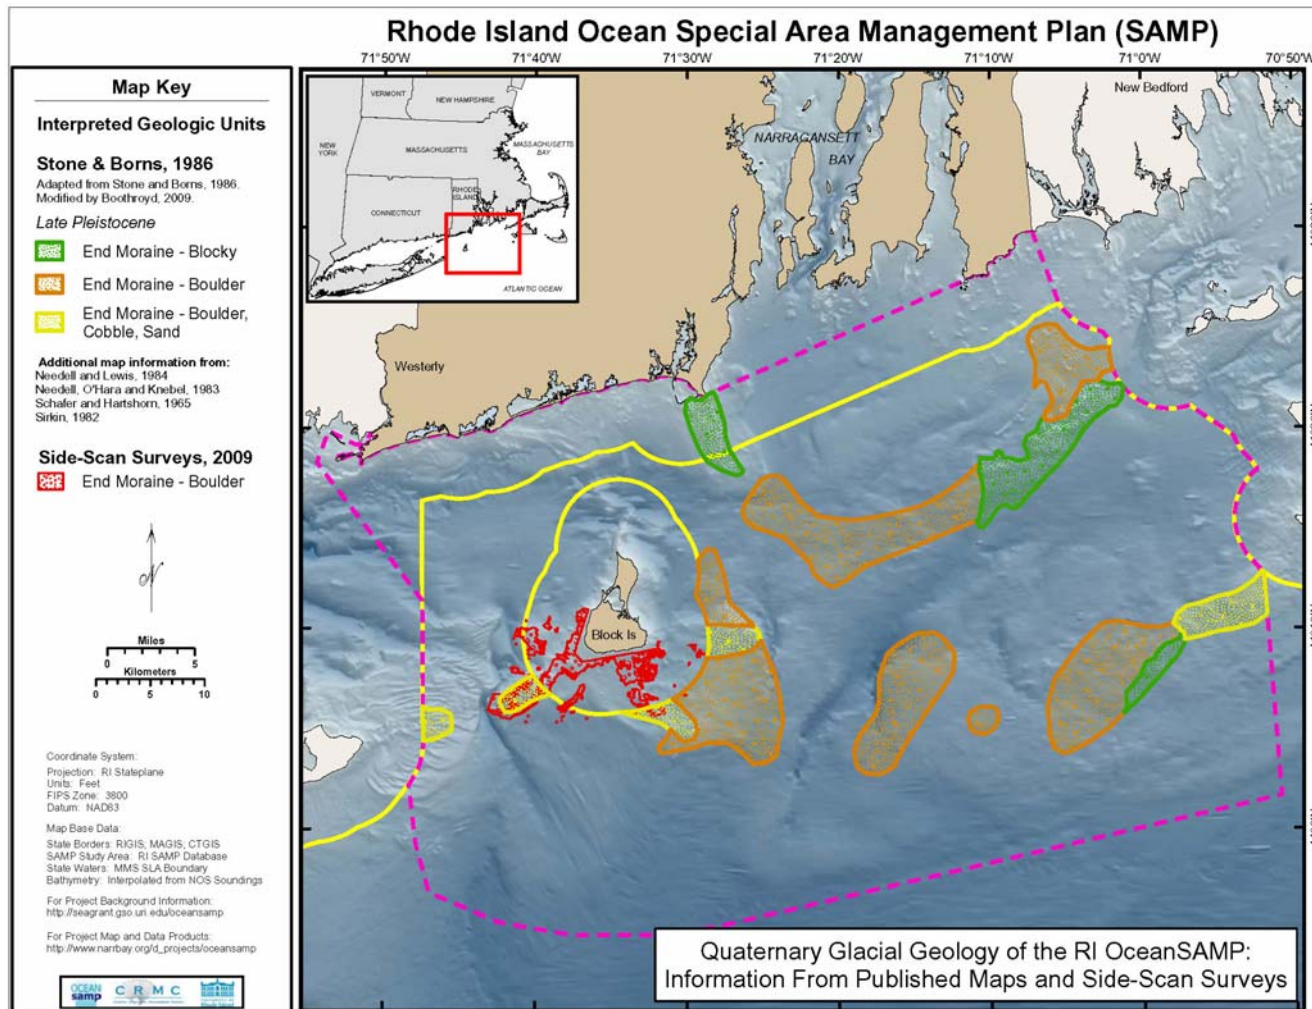 Rhode Island Ocean Special Area Management Plan (SAMP)
71°50'W
71°40'W
71°30'W
71°20'W
71°10'W
71°0'W
70°50'W
Map Key
Interpreted Geologic Units
Stone & Borns, 1986
Adapted from Stone and Borns, 1986.
Modified by Boothroyd, 2009.
Late Pleistocene
End Moraine - Blocky
End Moraine - Boulder
End Moraine - Boulder,
Cobble, Sand
Additional map information from:
Needell and Lewis, 1984
Needell, O'Hara and Knebel, 1983
Schafer and Hartshorn, 1965
Sirkin, 1982
Side-Scan Surveys, 2009
End Moraine - Boulder
N
Miles
0 5
Kilometers
0 5 10
Coordinate System:
Projection: RI Stateplane
Units: Feet
FIPS Zone: 3800
Datum: NAD83
Map Base Data:
State Borders: RIGIS, MAGIS, CTGIS
SAMP Study Area: RI SAMP Database
State Waters: MMS SLA Boundary
Bathymetry: Interpolated from NOS Soundings
For Project Background Information:
http://seagrant.gso.uri.edu/oceansamp
For Project Map and Data Products:
http://www.narrbay.org/d_projects/oceansamp
OCEAN
samp
CRMC
VERMONT
NEW HAMPSHIRE
NEW
YORK
MASSACHUSETTS
MASSACHUSETTS
BAY
RHODE
ISLAND
CONNECTICUT
ATLANTIC OCEAN
New Bedford
NARRAGANSETT
BAY
Westerly
Block Is
Quaternary Glacial Geology of the RI OceanSAMP:
Information From Published Maps and Side-Scan Surveys